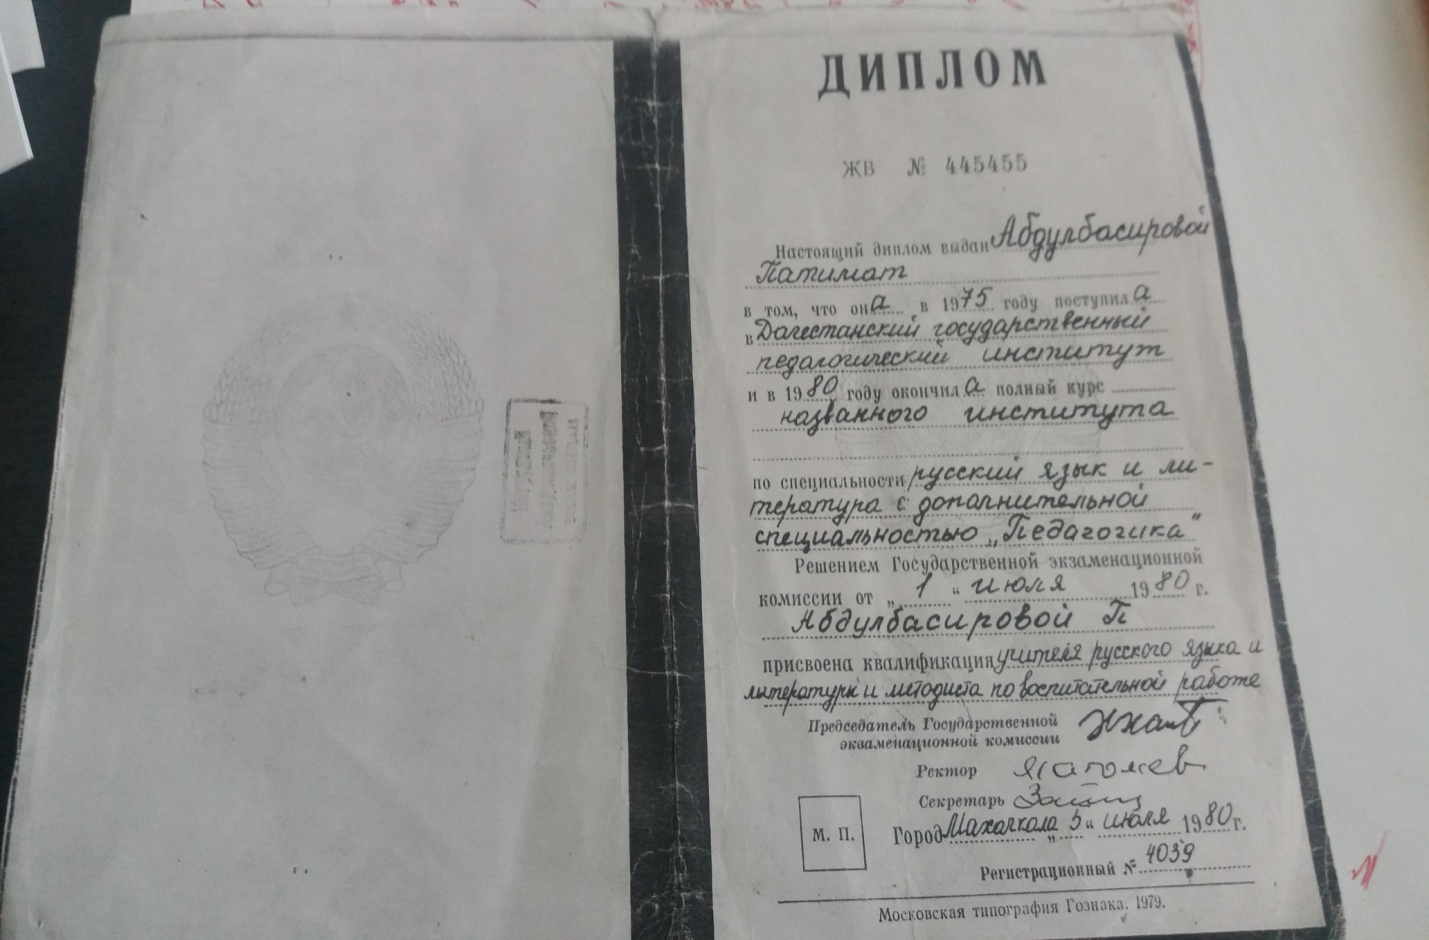 ДИПЛОМ
ЖВ № 445455
Настоящий диплом выдан Абдулбасировой
Патимат
в том, что она в 1975 году поступила
в Дагестанский государственный
педагогический институт
и в 1980 году окончила полный курс
названного института
по специальности русский язык и ли-
тература с дополнительной
специальностью „Педагогика“
Решением Государственной экзаменационной
комиссии от „1“ июля 1980 г.
Абдулбасировой П
присвоена квалификация учителя русского языка и
литературы и методиста по воспитательной работе
Председатель Государственной
экзаменационной комиссии
Ректор
Секретарь
Город Махачкала „5“ июля 1980 г.
М. П.
Регистрационный № 4039
Московская типография Гознака. 1979.